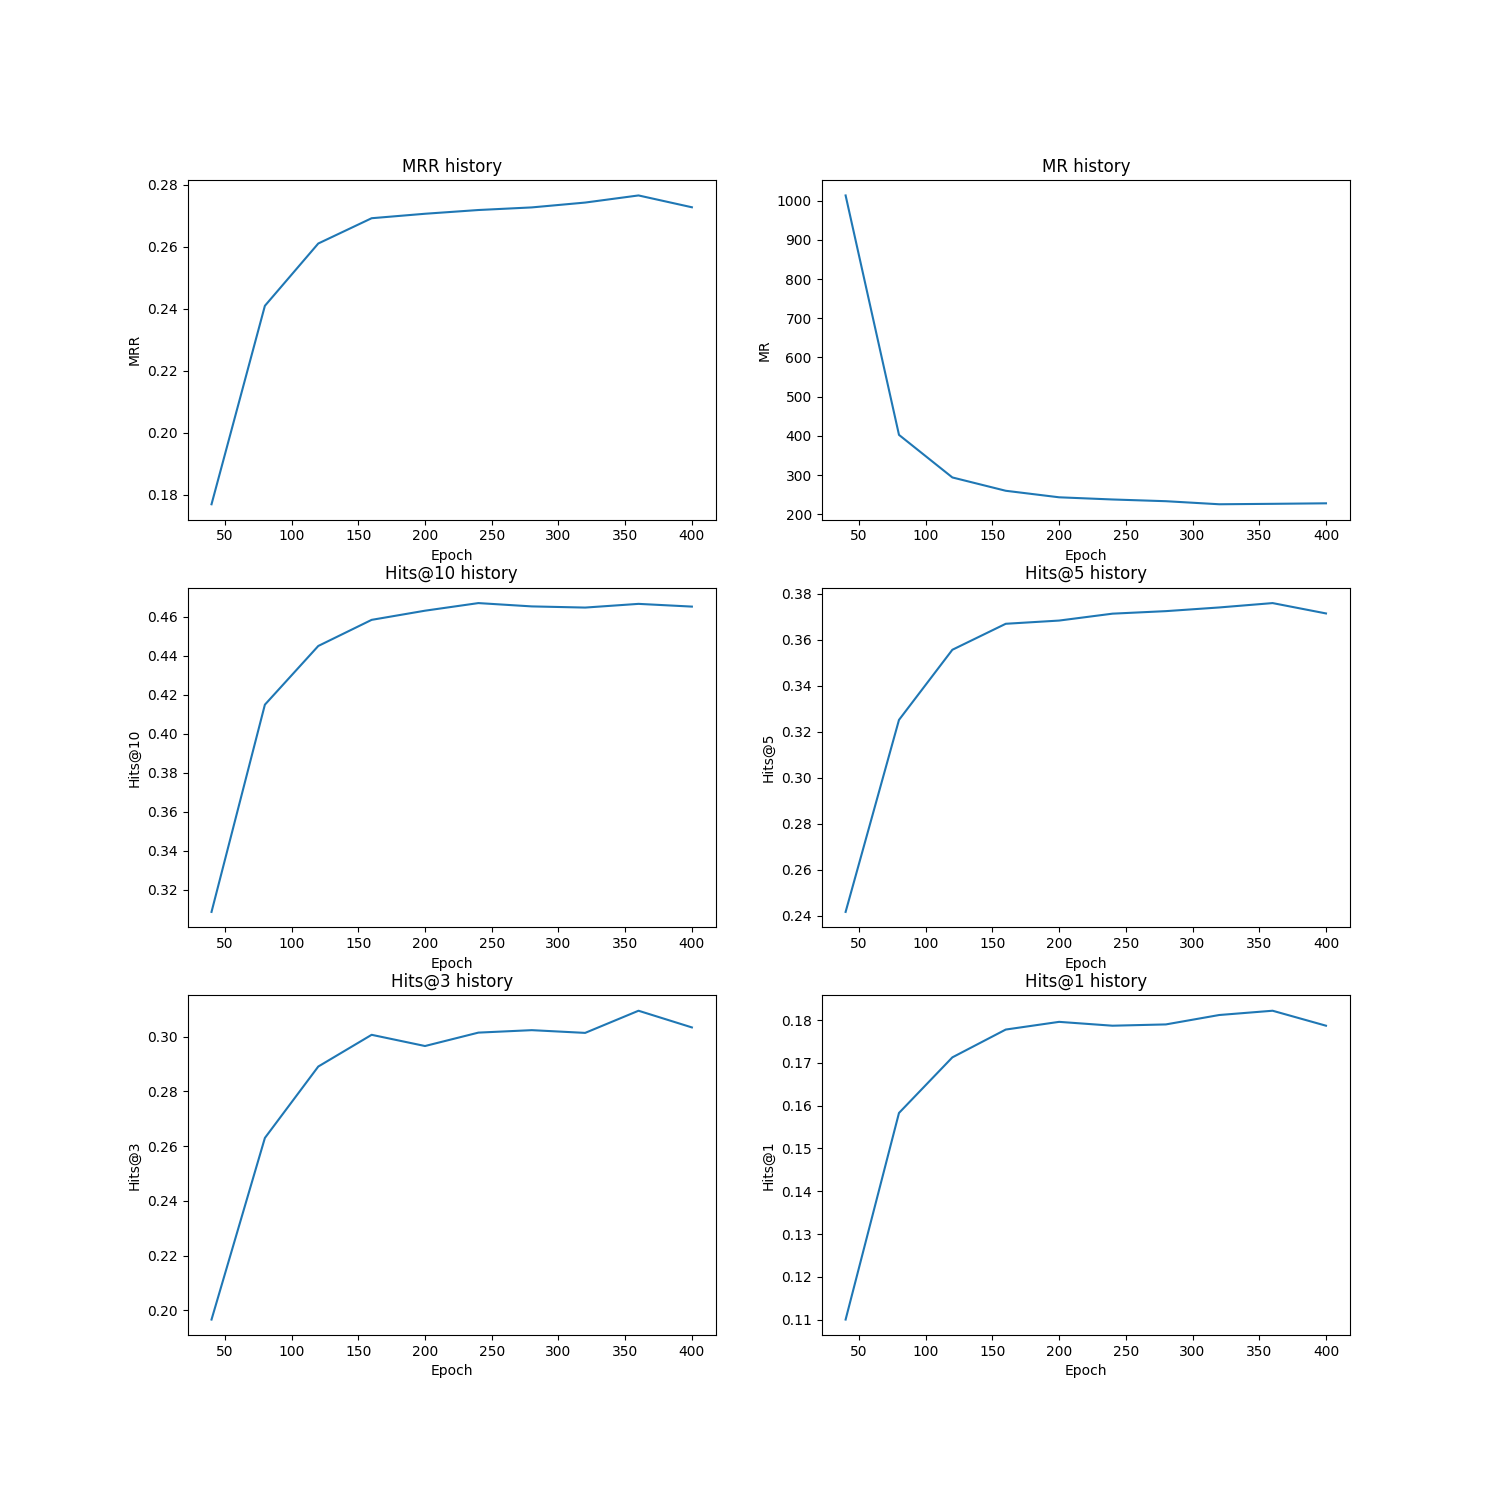 MRR history
MRR
0.28
0.26
0.24
0.22
0.20
0.18
50 100 150 200 250 300 350 400
Epoch
MR history
MR
1000
900
800
700
600
500
400
300
200
50 100 150 200 250 300 350 400
Epoch
Hits@10 history
Hits@10
0.46
0.44
0.42
0.40
0.38
0.36
0.34
0.32
50 100 150 200 250 300 350 400
Epoch
Hits@5 history
Hits@5
0.38
0.36
0.34
0.32
0.30
0.28
0.26
0.24
50 100 150 200 250 300 350 400
Epoch
Hits@3 history
Hits@3
0.30
0.28
0.26
0.24
0.22
0.20
50 100 150 200 250 300 350 400
Epoch
Hits@1 history
Hits@1
0.18
0.17
0.16
0.15
0.14
0.13
0.12
0.11
50 100 150 200 250 300 350 400
Epoch